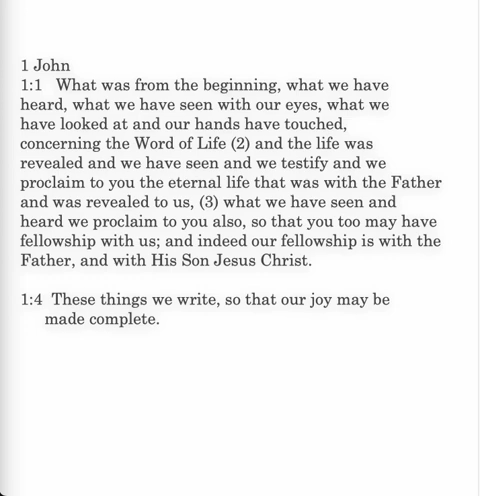 1 John
1:1 What was from the beginning, what we have
heard, what we have seen with our eyes, what we
have looked at and our hands have touched,
concerning the Word of Life (2) and the life was
revealed and we have seen and we testify and we
proclaim to you the eternal life that was with the Father
and was revealed to us, (3) what we have seen and
heard we proclaim to you also, so that you too may have
fellowship with us; and indeed our fellowship is with the
Father, and with His Son Jesus Christ.
1:4 These things we write, so that our joy may be
made complete.